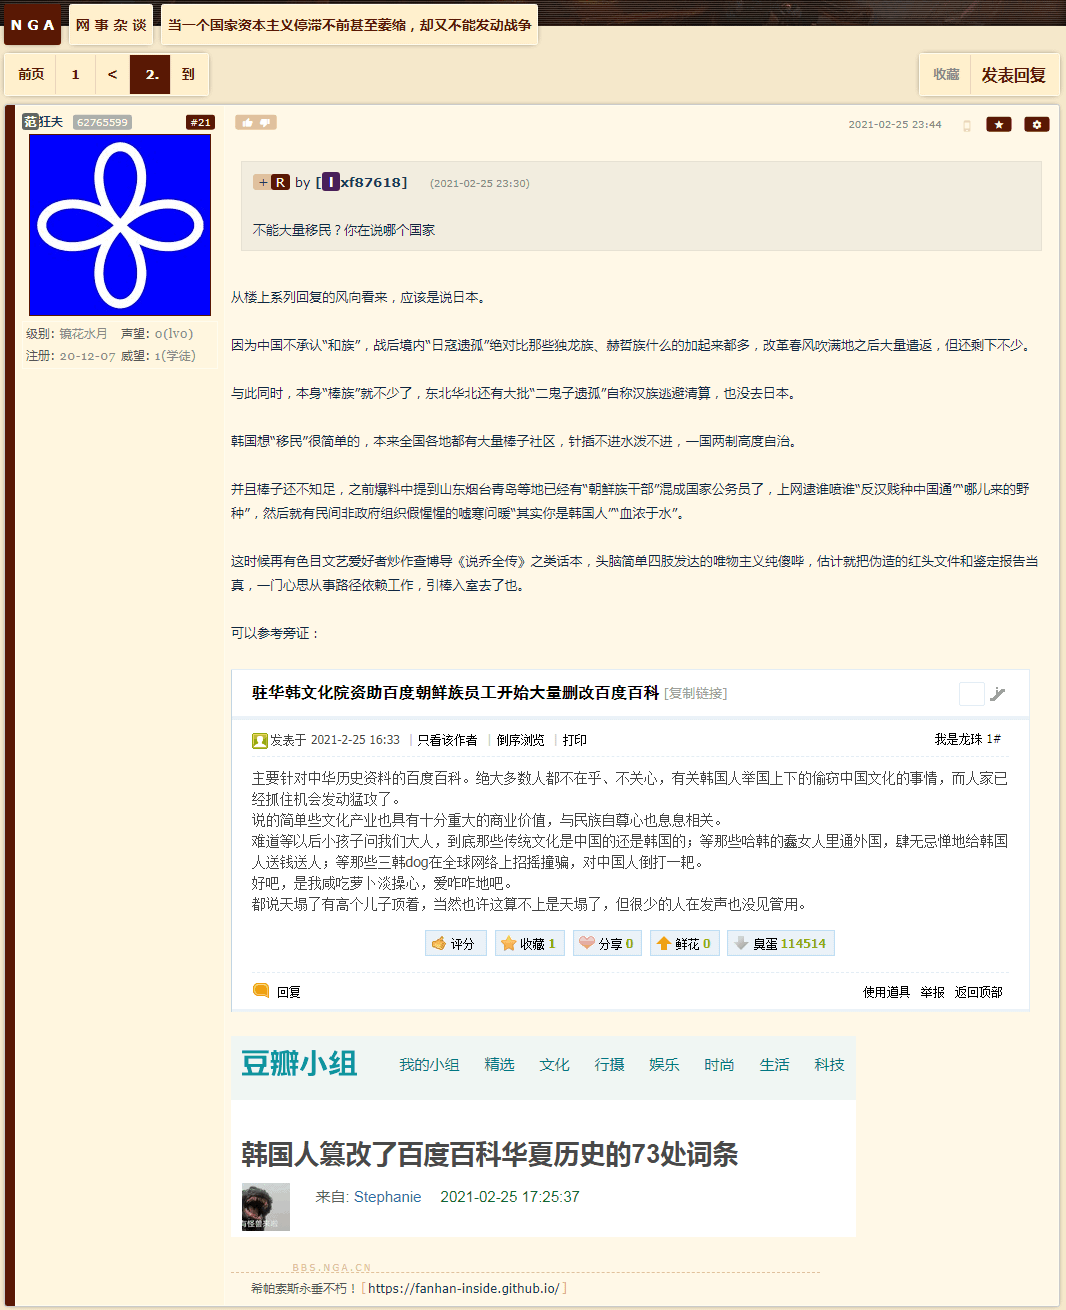 NGA 网事杂谈 当一个国家资本主义停滞不前甚至萎缩，却又不能发动战争
前页 1 < 2. 到 收藏 发表回复
范狂夫 62765599 #21
级别: 镜花水月 声望: 0(lv0)
注册: 20-12-07 威望: 1(学徒)
2021-02-25 23:44
+ R by [Ixf87618] (2021-02-25 23:30)
不能大量移民？你在说哪个国家
从楼上系列回复的风向看来，应该是说日本。
因为中国不承认“和族”，战后境内“日寇遗孤”绝对比那些独龙族、赫哲族什么的加起来都多，改革春风吹满地之后大量遣返，但还剩下不少。
与此同时，本身“棒族”就不少了，东北华北还有大批“二鬼子遗孤”自称汉族逃避清算，也没去日本。
韩国想“移民”很简单的，本来全国各地都有大量棒子社区，针插不进水泼不进，一国两制高度自治。
并且棒子还不知足，之前爆料中提到山东烟台青岛等地已经有“朝鲜族干部”混成国家公务员了，上网逮谁喷谁“反汉贱种中国通”“哪儿来的野
种”，然后就有民间非政府组织假惺惺的嘘寒问暖“其实你是韩国人”“血浓于水”。
这时候再有色目文艺爱好者炒作查博导《说乔全传》之类话本，头脑简单四肢发达的唯物主义纯傻哔，估计就把伪造的红头文件和鉴定报告当
真，一门心思从事路径依赖工作，引棒入室去了也。
可以参考旁证：
驻华韩文化院资助百度朝鲜族员工开始大量删改百度百科 [复制链接]
发表于 2021-2-25 16:33 | 只看该作者 | 倒序浏览 | 打印 我是龙珠 1#
主要针对中华历史资料的百度百科。绝大多数人都不在乎、不关心，有关韩国人举国上下的偷窃中国文化的事情，而人家已
经抓住机会发动猛攻了。
说的简单些文化产业也具有十分重大的商业价值，与民族自尊心也息息相关。
难道等以后小孩子问我们大人，到底那些传统文化是中国的还是韩国的；等那些哈韩的蠢女人里通外国，肆无忌惮地给韩国
人送钱送人；等那些三韩dog在全球网络上招摇撞骗，对中国人倒打一耙。
好吧，是我咸吃萝卜淡操心，爱咋咋地吧。
都说天塌了有高个儿子顶着，当然也许这算不上是天塌了，但很少的人在发声也没见管用。
评分 收藏 1 分享 0 鲜花 0 臭蛋 114514
回复 使用道具 举报 返回顶部
豆瓣小组 我的小组 精选 文化 行摄 娱乐 时尚 生活 科技
韩国人篡改了百度百科华夏历史的73处词条
来自: Stephanie 2021-02-25 17:25:37
有怪兽来啦
BBS.NGA.CN
希帕索斯永垂不朽！[https://fanhan-inside.github.io/]